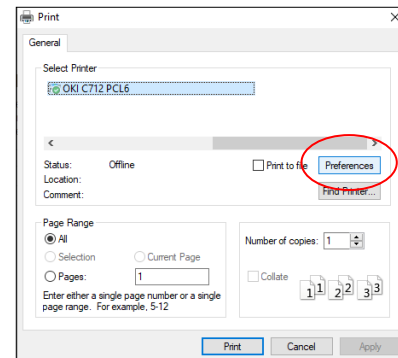 Print
General
Select Printer
OKI C712 PCL6
Status: Offline
Print to file
Preferences
Location:
Comment:
Find Printer...
Page Range
All
Selection
Current Page
Pages: 1
Enter either a single page number or a single
page range. For example, 5-12
Number of copies: 1
Collate
1 1 2 2 3 3
Print
Cancel
Apply